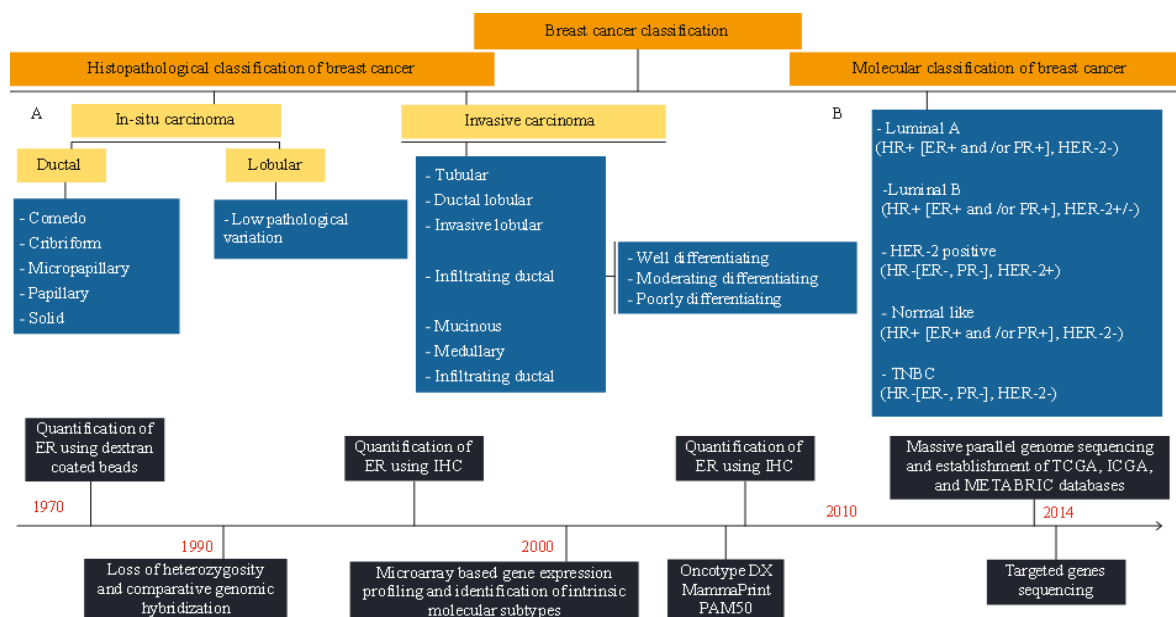 Breast cancer classification
Histopathological classification of breast cancer
Molecular classification of breast cancer
A
In-situ carcinoma
Invasive carcinoma
B
Ductal
Lobular
- Comedo
- Cribriform
- Micropapillary
- Papillary
- Solid
- Low pathological
variation
- Tubular
- Ductal lobular
- Invasive lobular
- Infiltrating ductal
- Mucinous
- Medullary
- Infiltrating ductal
- Well differentiating
- Moderating differentiating
- Poorly differentiating
- Luminal A
(HR+ [ER+ and /or PR+], HER-2-)
-Luminal B
(HR+ [ER+ and /or PR+], HER-2+/-)
- HER-2 positive
(HR-[ER-, PR-], HER-2+)
- Normal like
(HR+ [ER+ and /or PR+], HER-2-)
- TNBC
(HR-[ER-, PR-], HER-2-)
Quantification of
ER using dextran
coated beads
Quantification of
ER using IHC
Quantification of
ER using IHC
Massive parallel genome sequencing
and establishment of TCGA, ICGA,
and METABRIC databases
1970
1990
2000
2010
2014
Loss of heterozygosity
and comparative genomic
hybridization
Microarray based gene expression
profiling and identification of intrinsic
molecular subtypes
Oncotype DX
MammaPrint
PAM50
Targeted genes
sequencing